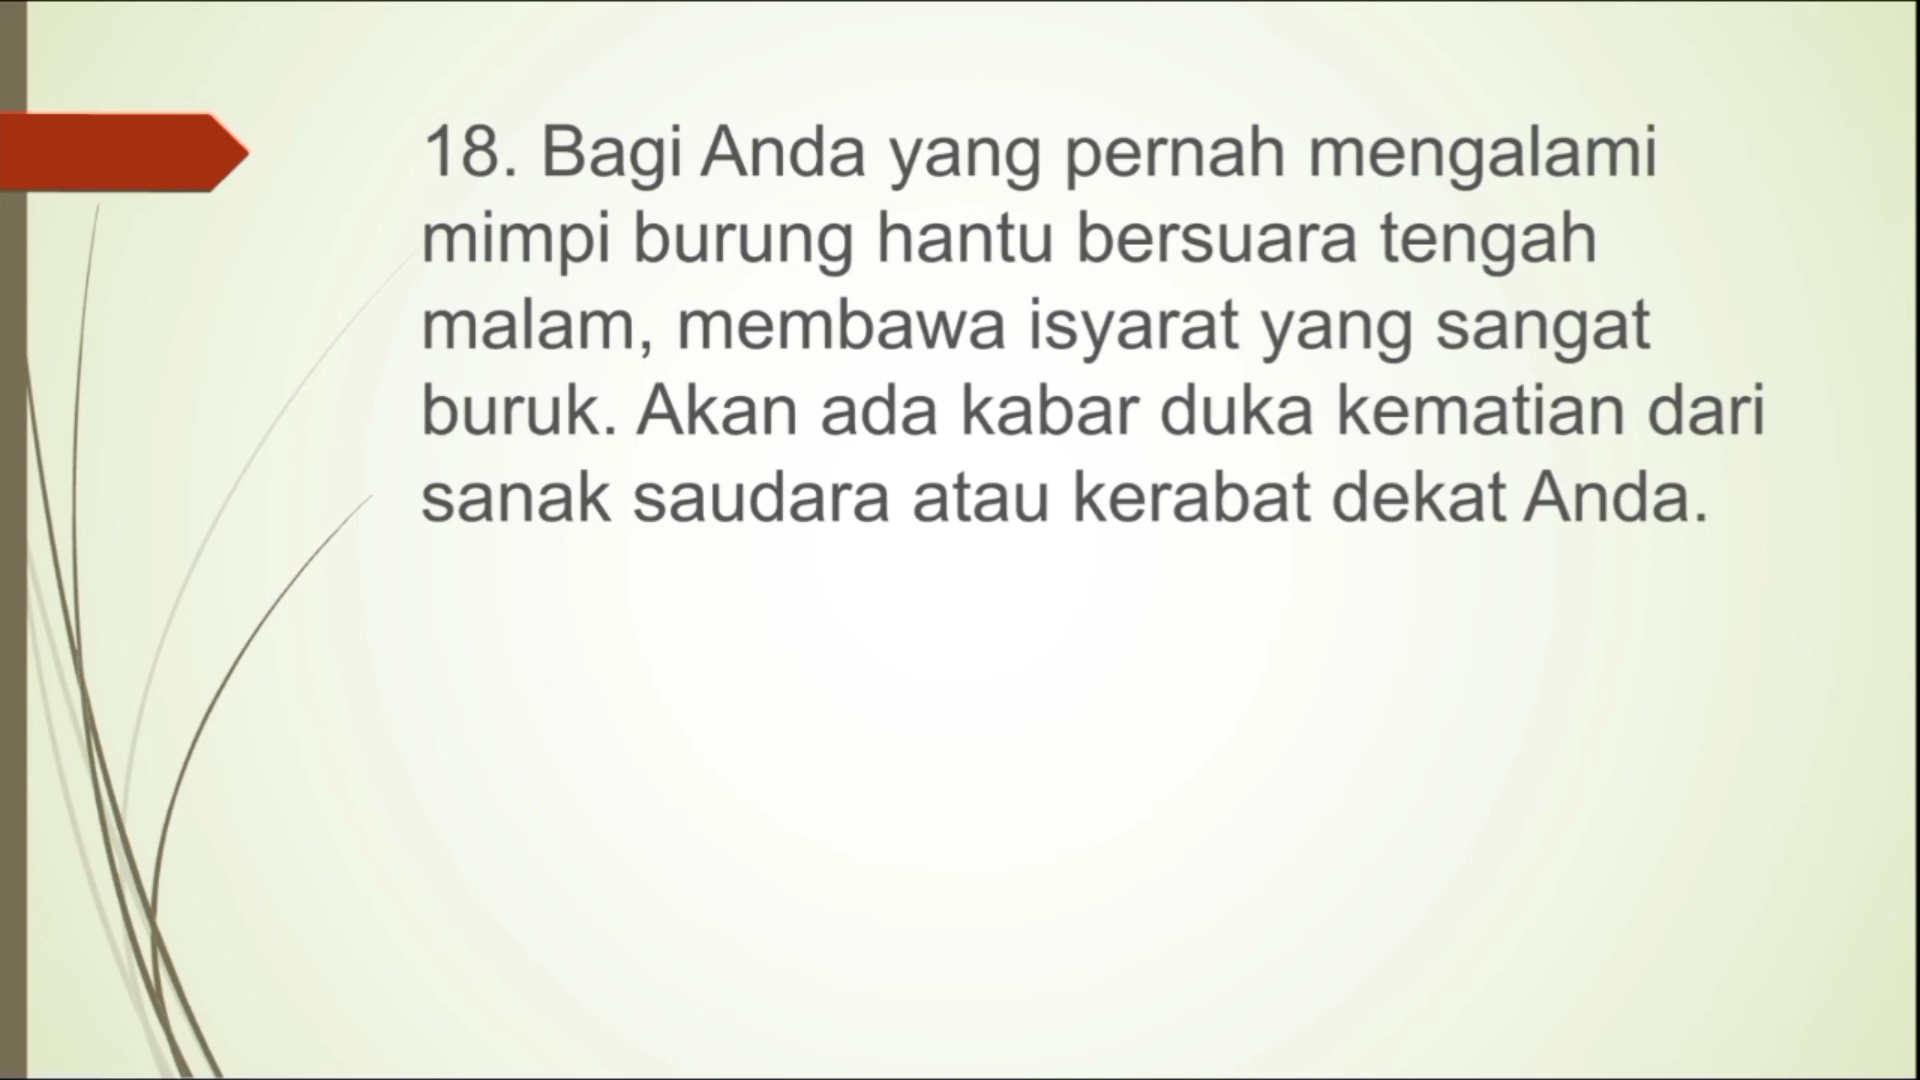 18. Bagi Anda yang pernah mengalami
mimpi burung hantu bersuara tengah
malam, membawa isyarat yang sangat
buruk. Akan ada kabar duka kematian dari
sanak saudara atau kerabat dekat Anda.